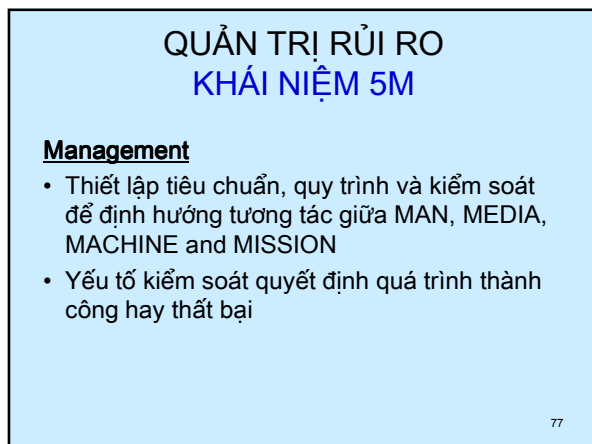 QUẢN TRỊ RỦI RO
KHÁI NIỆM 5M
Management
• Thiết lập tiêu chuẩn, quy trình và kiểm soát
để định hướng tương tác giữa MAN, MEDIA,
MACHINE and MISSION
• Yếu tố kiểm soát quyết định quá trình thành
công hay thất bại
77